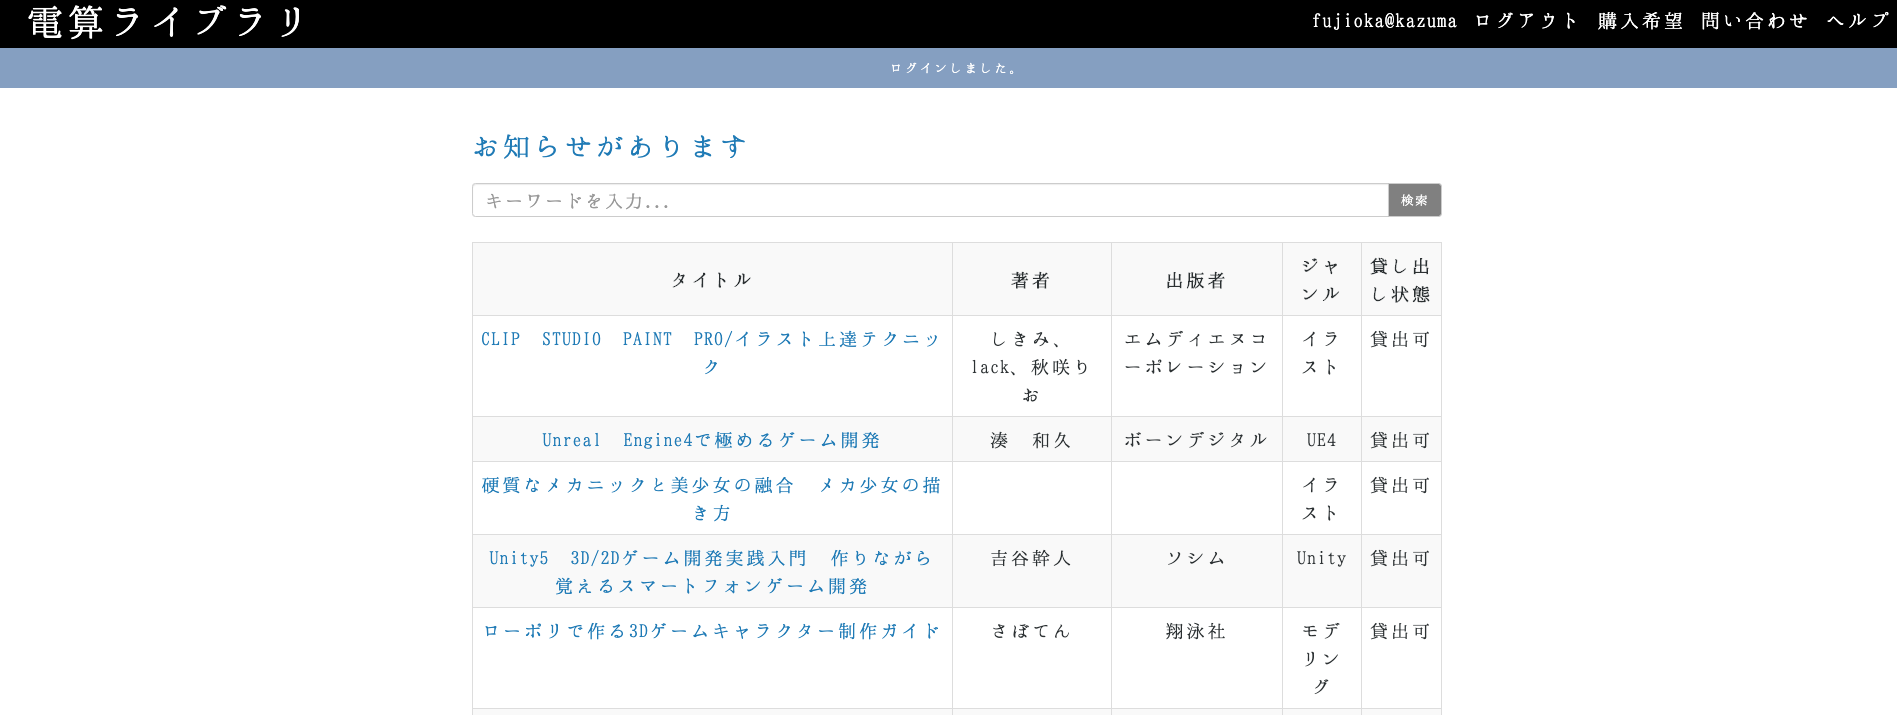 電算ライブラリ
fujioka@kazuma ログアウト 購入希望 問い合わせ ヘルプ
ログインしました。
お知らせがあります
キーワードを入力...
検索
タイトル
著者
出版者
ジャ
ンル
貸し出
し状態
CLIP　STUDIO　PAINT　PRO/イラスト上達テクニッ
ク
しきみ、
lack、秋咲り
お
エムディエヌコ
ーポレーション
イラ
スト
貸出可
Unreal　Engine4で極めるゲーム開発
湊　和久
ボーンデジタル
UE4
貸出可
硬質なメカニックと美少女の融合　メカ少女の描
き方
イラ
スト
貸出可
Unity5　3D/2Dゲーム開発実践入門　作りながら
覚えるスマートフォンゲーム開発
吉谷幹人
ソシム
Unity
貸出可
ローポリで作る3Dゲームキャラクター制作ガイド
さぼてん
翔泳社
モデ
リン
グ
貸出可